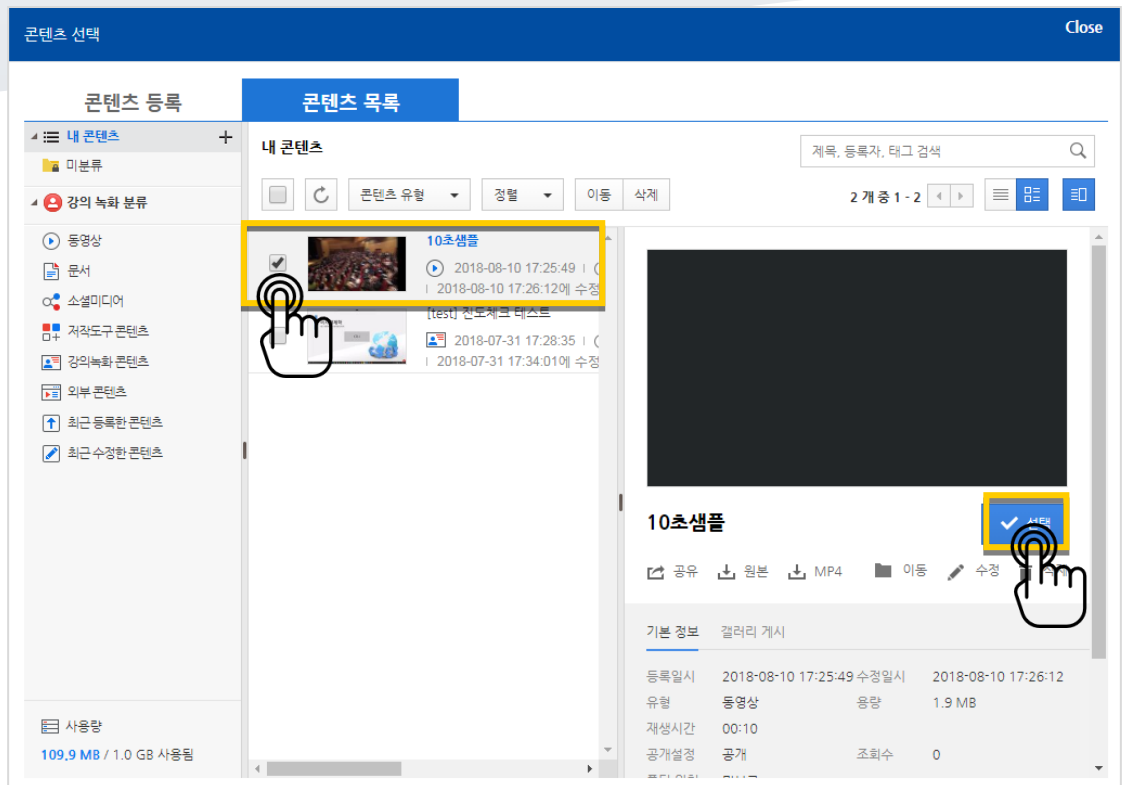 콘텐츠 선택
Close
콘텐츠 등록
콘텐츠 목록
내 콘텐츠
미분류
강의 녹화 분류
동영상
문서
소셜미디어
저작도구 콘텐츠
강의녹화 콘텐츠
외부 콘텐츠
최근 등록한 콘텐츠
최근 수정한 콘텐츠
사용량
109,9 MB / 1.0 GB 사용됨
내 콘텐츠
제목, 등록자, 태그 검색
콘텐츠 유형
정렬
이동
삭제
2 개 중 1 - 2
10초샘플
2018-08-10 17:25:49
2018-08-10 17:26:12에 수정
[test] 진도체크 테스트
2018-07-31 17:28:35
2018-07-31 17:34:01에 수정
10초샘플
선택
공유 원본 MP4 이동 수정 삭제
기본 정보 갤러리 게시
등록일시 2018-08-10 17:25:49 수정일시 2018-08-10 17:26:12
유형 동영상 용량 1.9 MB
재생시간 00:10
공개설정 공개 조회수 0